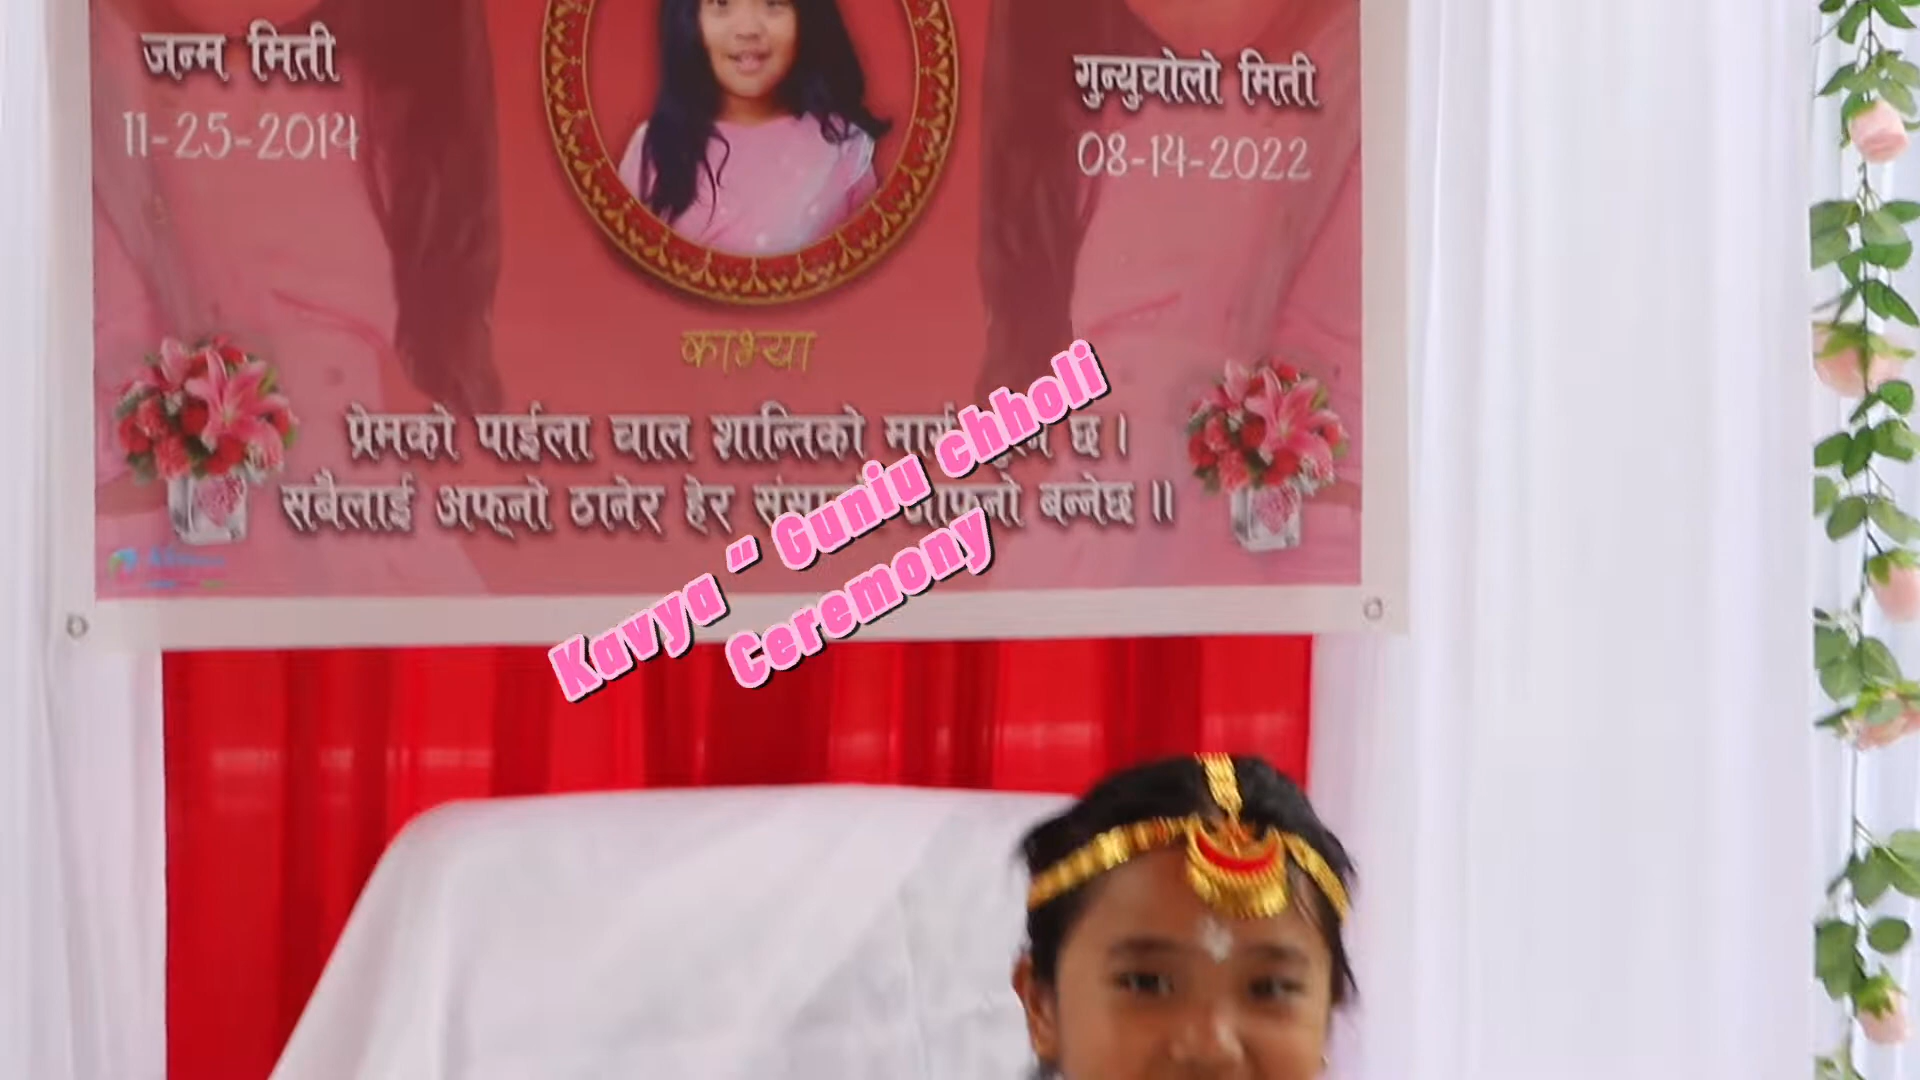 जन्म मिती
11-25-2014
गुन्युचोलो मिती
08-14-2022
काभ्या
प्रेमको पाईला चाल शान्तिको छ।
सबैलाई अफ्नो ठानेर हेर बन्नेछ ॥
Kavya " Guniu chholi
Ceremony